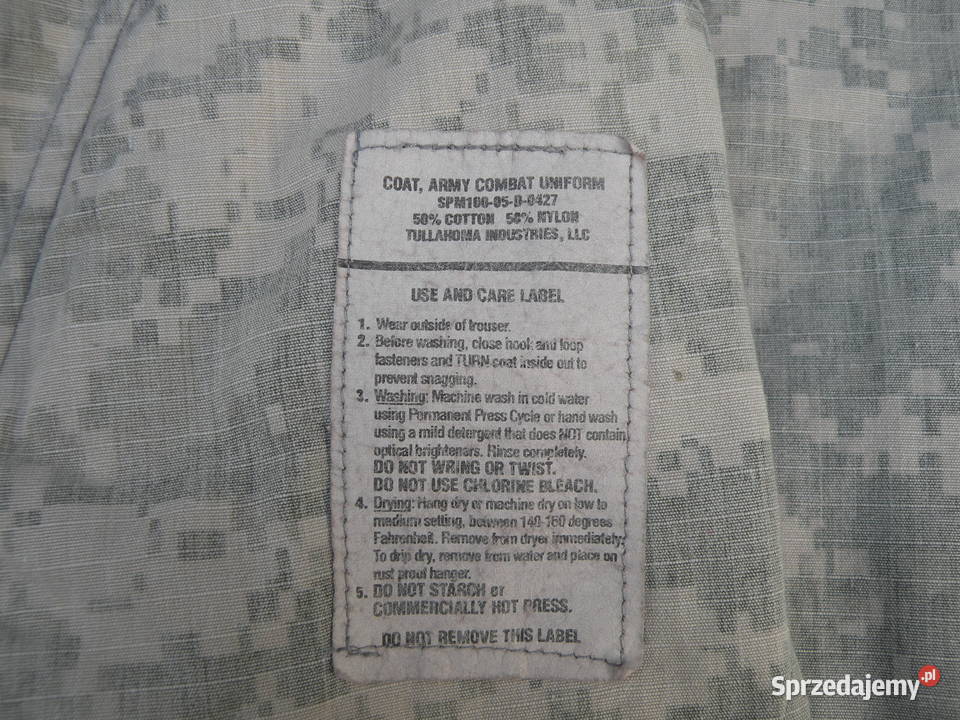 COAT, ARMY COMBAT UNIFORM
SPM100-05-D-0427
50% COTTON 50% NYLON
TULLAHOMA INDUSTRIES, LLC
USE AND CARE LABEL
1. Wear outside of trouser.
2. Before washing, close hook and loop
fasteners and TURN coat inside out to
prevent snagging.
3. Washing: Machine wash in cold water
using Permanent Press Cycle or hand wash
using a mild detergent that does NOT contain
optical brighteners. Rinse completely.
DO NOT WRING OR TWIST.
DO NOT USE CHLORINE BLEACH.
4. Drying: Hang dry or machine dry on low to
medium setting, between 140-160 degrees
Fahrenheit. Remove from dryer immediately.
To drip dry, remove from water and place on
rust proof hanger.
5. DO NOT STARCH or
COMMERCIALLY HOT PRESS.
DO NOT REMOVE THIS LABEL
Sprzedajemy.pl